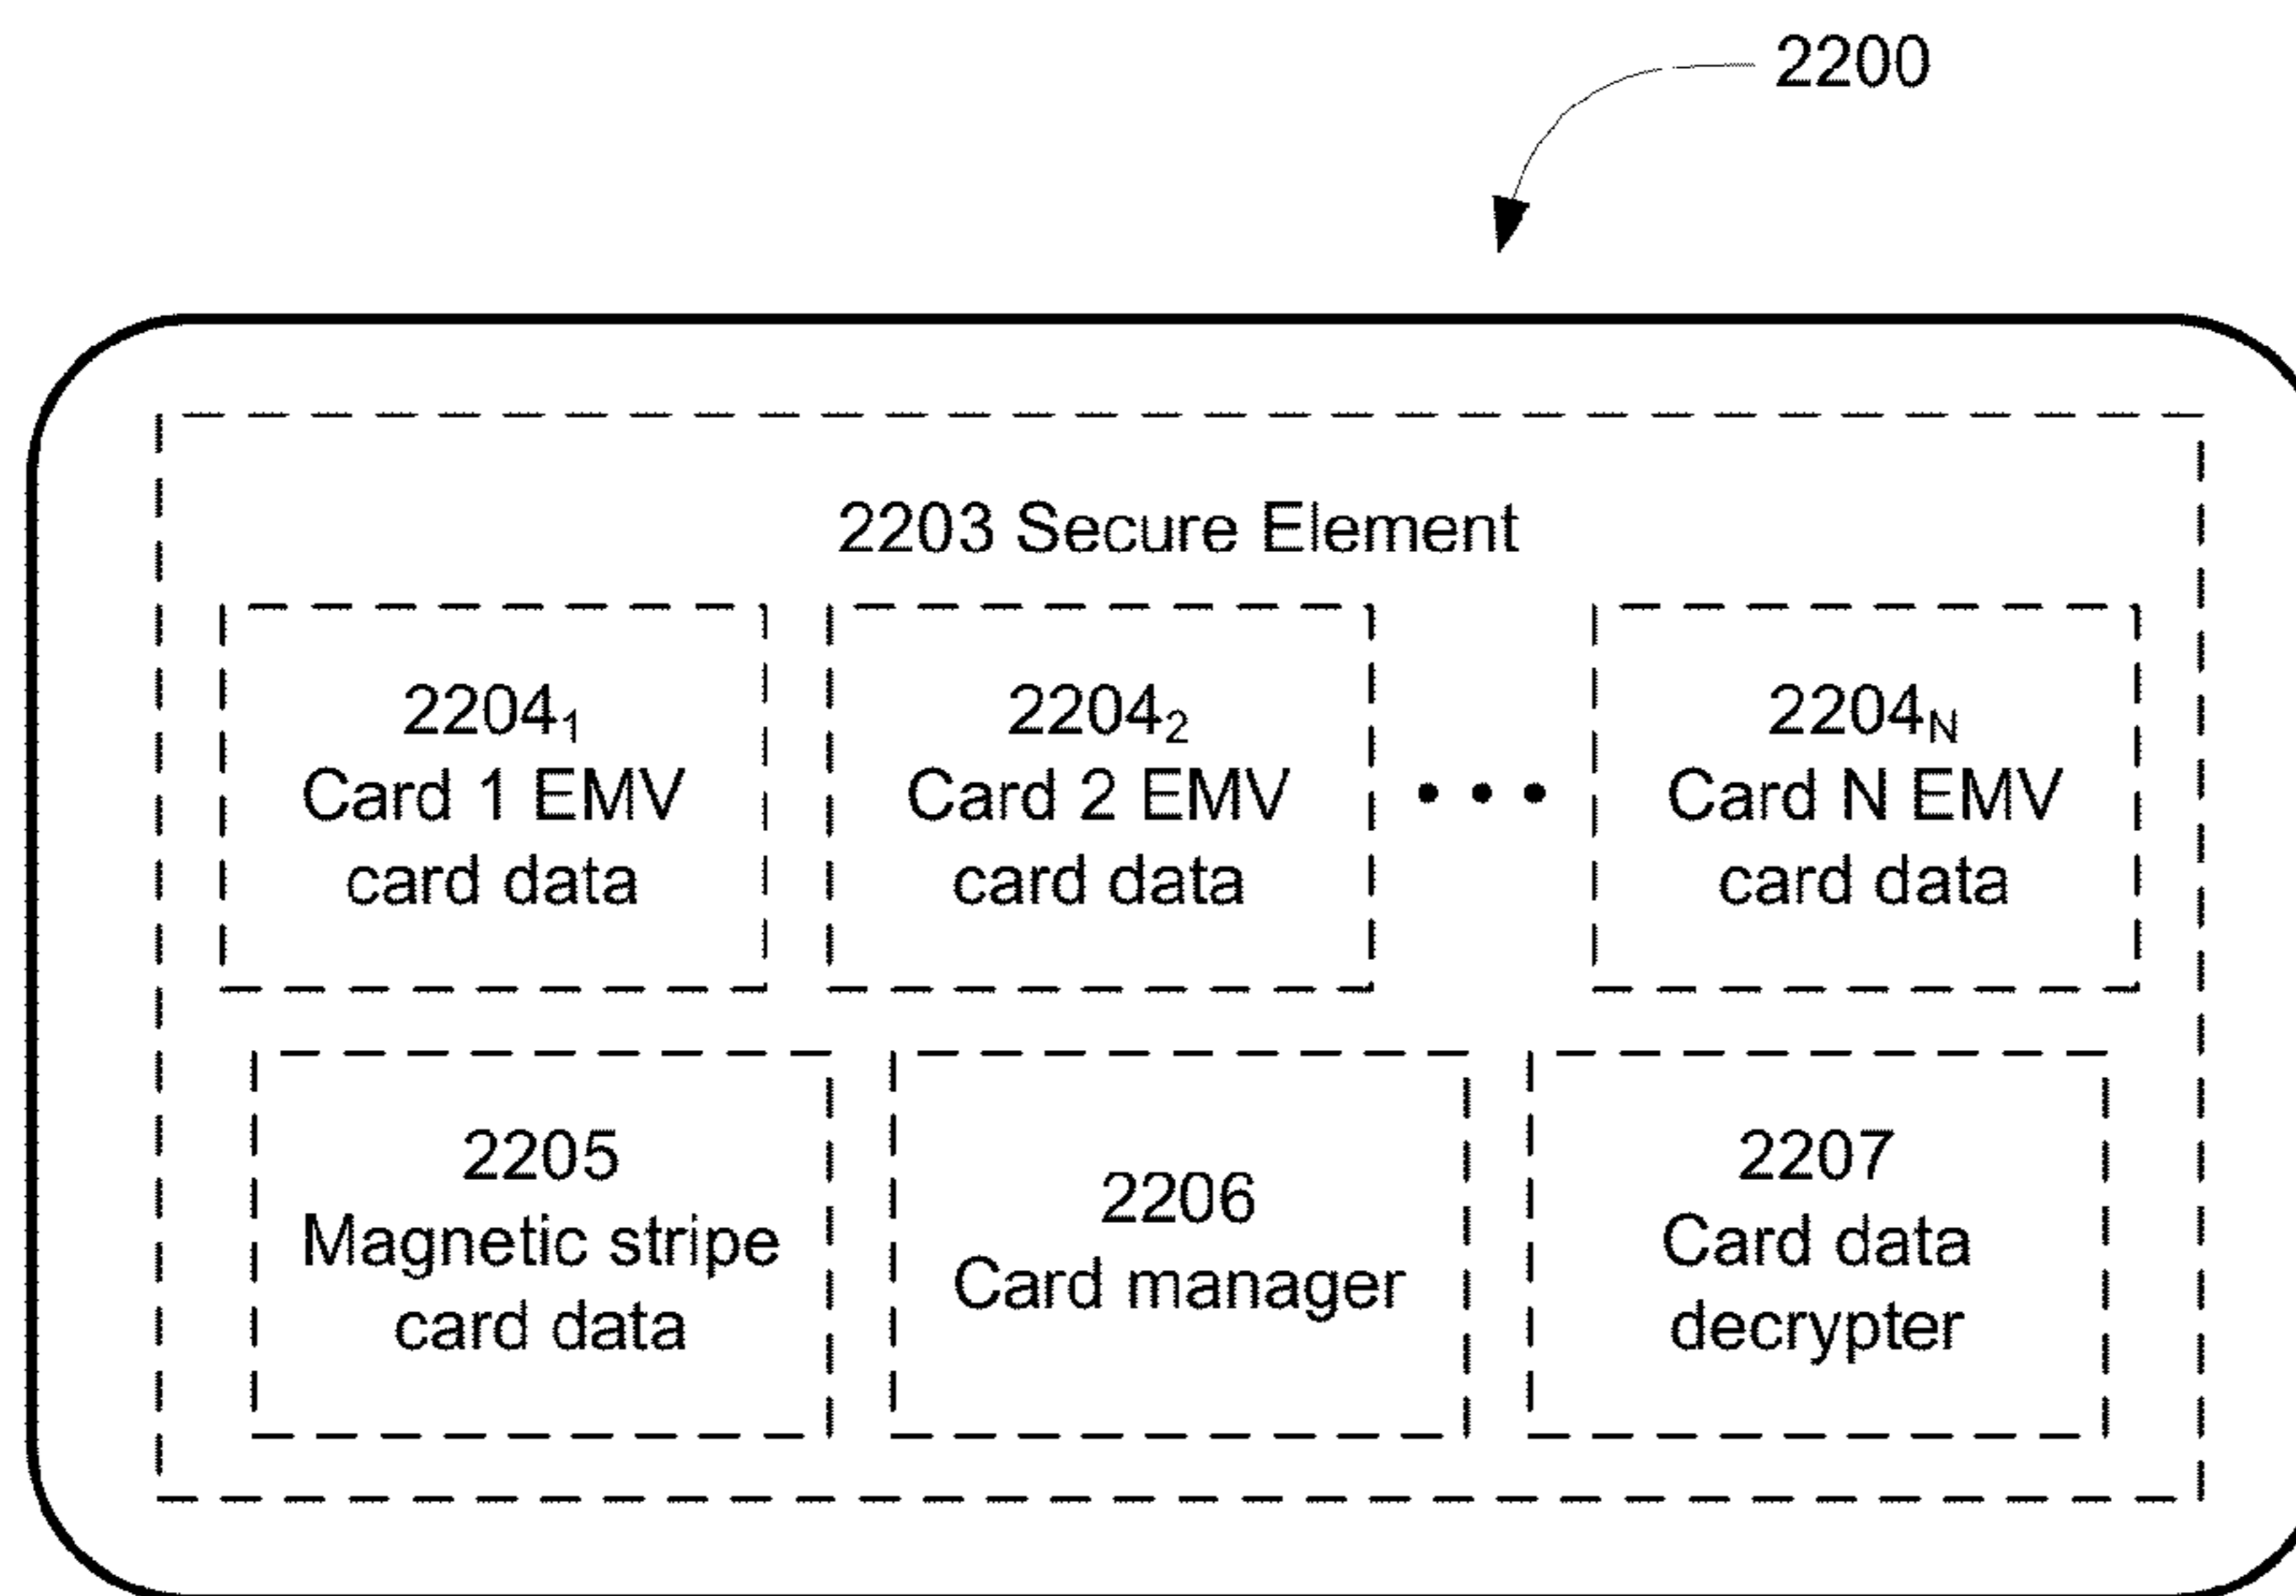 2200
2203 Secure Element
2204₁
Card 1 EMV
card data
2204₂
Card 2 EMV
card data
• • •
2204ₙ
Card N EMV
card data
2205
Magnetic stripe
card data
2206
Card manager
2207
Card data
decrypter